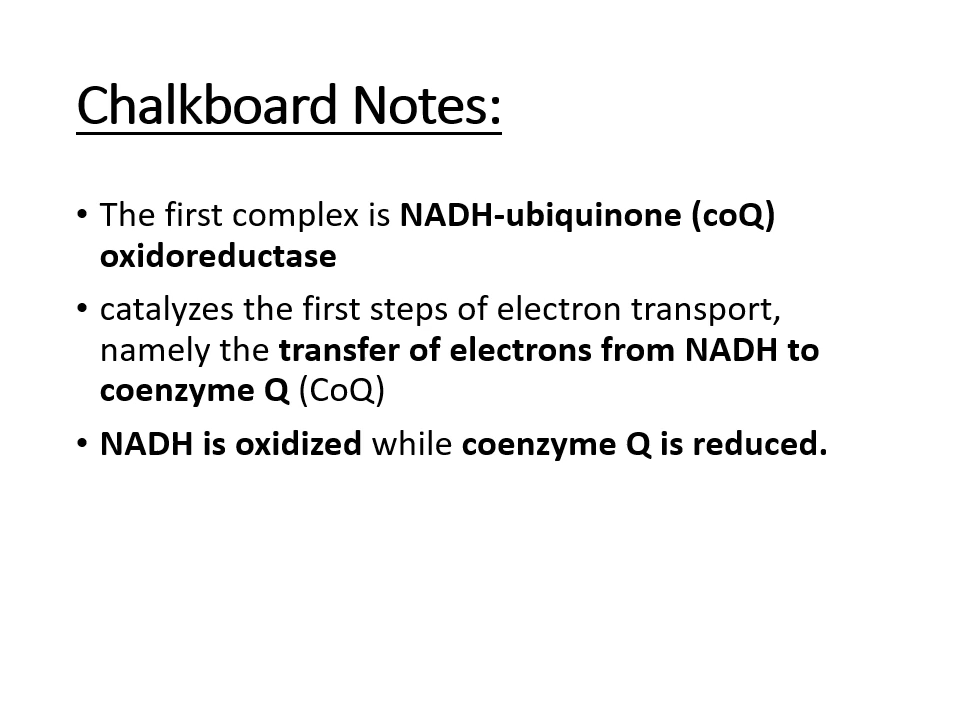 Chalkboard Notes:
• The first complex is NADH-ubiquinone (coQ)
oxidoreductase
• catalyzes the first steps of electron transport,
namely the transfer of electrons from NADH to
coenzyme Q (CoQ)
• NADH is oxidized while coenzyme Q is reduced.